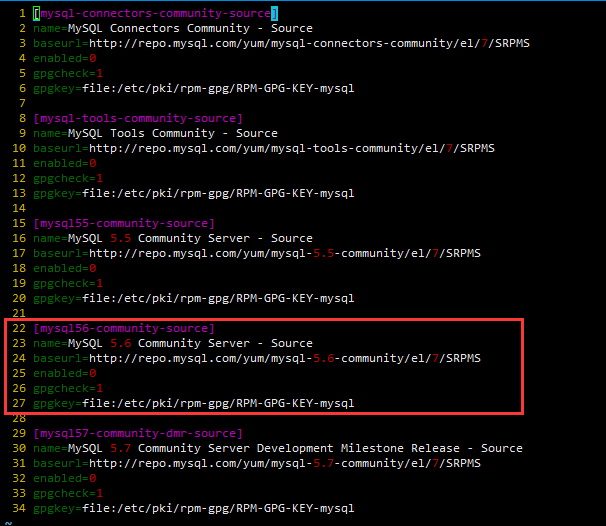 1 [mysql-connectors-community-source]
2 name=MySQL Connectors Community - Source
3 baseurl=http://repo.mysql.com/yum/mysql-connectors-community/el/7/SRPMS
4 enabled=0
5 gpgcheck=1
6 gpgkey=file:/etc/pki/rpm-gpg/RPM-GPG-KEY-mysql
7
8 [mysql-tools-community-source]
9 name=MySQL Tools Community - Source
10 baseurl=http://repo.mysql.com/yum/mysql-tools-community/el/7/SRPMS
11 enabled=0
12 gpgcheck=1
13 gpgkey=file:/etc/pki/rpm-gpg/RPM-GPG-KEY-mysql
14
15 [mysql55-community-source]
16 name=MySQL 5.5 Community Server - Source
17 baseurl=http://repo.mysql.com/yum/mysql-5.5-community/el/7/SRPMS
18 enabled=0
19 gpgcheck=1
20 gpgkey=file:/etc/pki/rpm-gpg/RPM-GPG-KEY-mysql
21
22 [mysql56-community-source]
23 name=MySQL 5.6 Community Server - Source
24 baseurl=http://repo.mysql.com/yum/mysql-5.6-community/el/7/SRPMS
25 enabled=0
26 gpgcheck=1
27 gpgkey=file:/etc/pki/rpm-gpg/RPM-GPG-KEY-mysql
28
29 [mysql57-community-dmr-source]
30 name=MySQL 5.7 Community Server Development Milestone Release - Source
31 baseurl=http://repo.mysql.com/yum/mysql-5.7-community/el/7/SRPMS
32 enabled=0
33 gpgcheck=1
34 gpgkey=file:/etc/pki/rpm-gpg/RPM-GPG-KEY-mysql
~